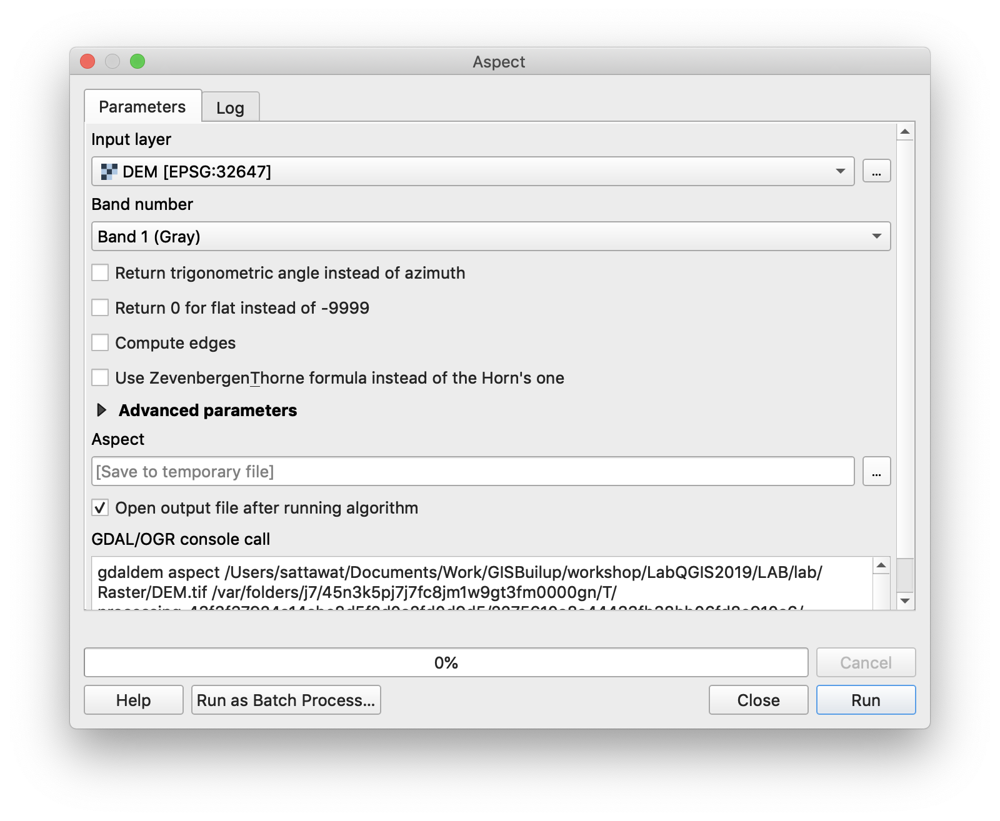 Aspect
Parameters
Log
Input layer
DEM [EPSG:32647]
...
Band number
Band 1 (Gray)
Return trigonometric angle instead of azimuth
Return 0 for flat instead of -9999
Compute edges
Use ZevenbergenThorne formula instead of the Horn's one
Advanced parameters
Aspect
[Save to temporary file]
...
Open output file after running algorithm
GDAL/OGR console call
gdaldem aspect /Users/sattawat/Documents/Work/GISBuilup/workshop/LabQGIS2019/LAB/lab/
Raster/DEM.tif /var/folders/j7/45n3k5pj7j7fc8jm1w9gt3fm0000gn/T/
0%
Cancel
Help
Run as Batch Process...
Close
Run